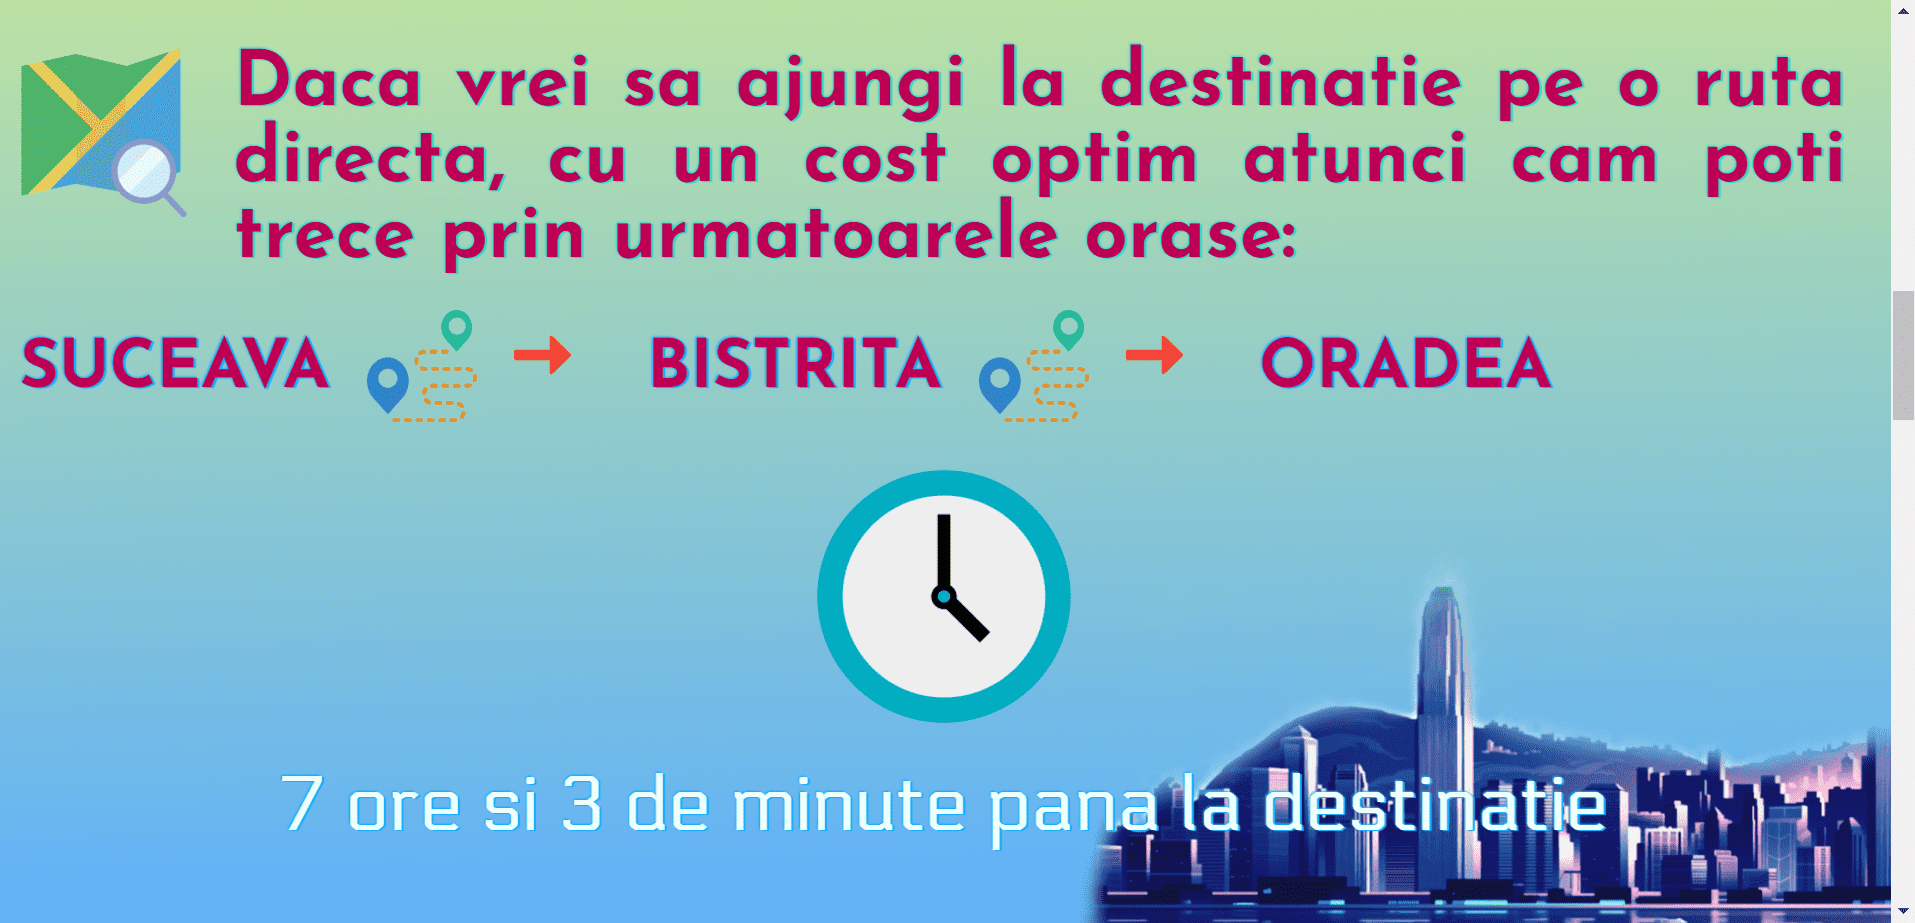 Daca vrei sa ajungi la destinatie pe o ruta
directa, cu un cost optim atunci cam poti
trece prin urmatoarele orase:
SUCEAVA BISTRITA ORADEA
7 ore si 3 de minute pana la destinatie